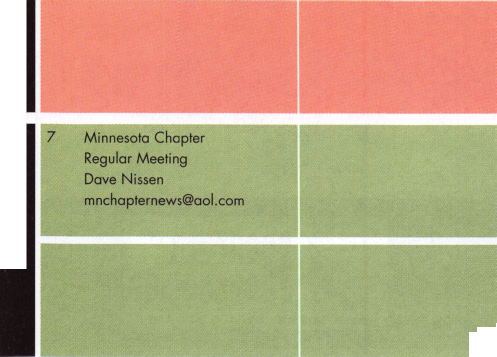 7 Minnesota Chapter
Regular Meeting
Dave Nissen
mnchapternews@aol.com